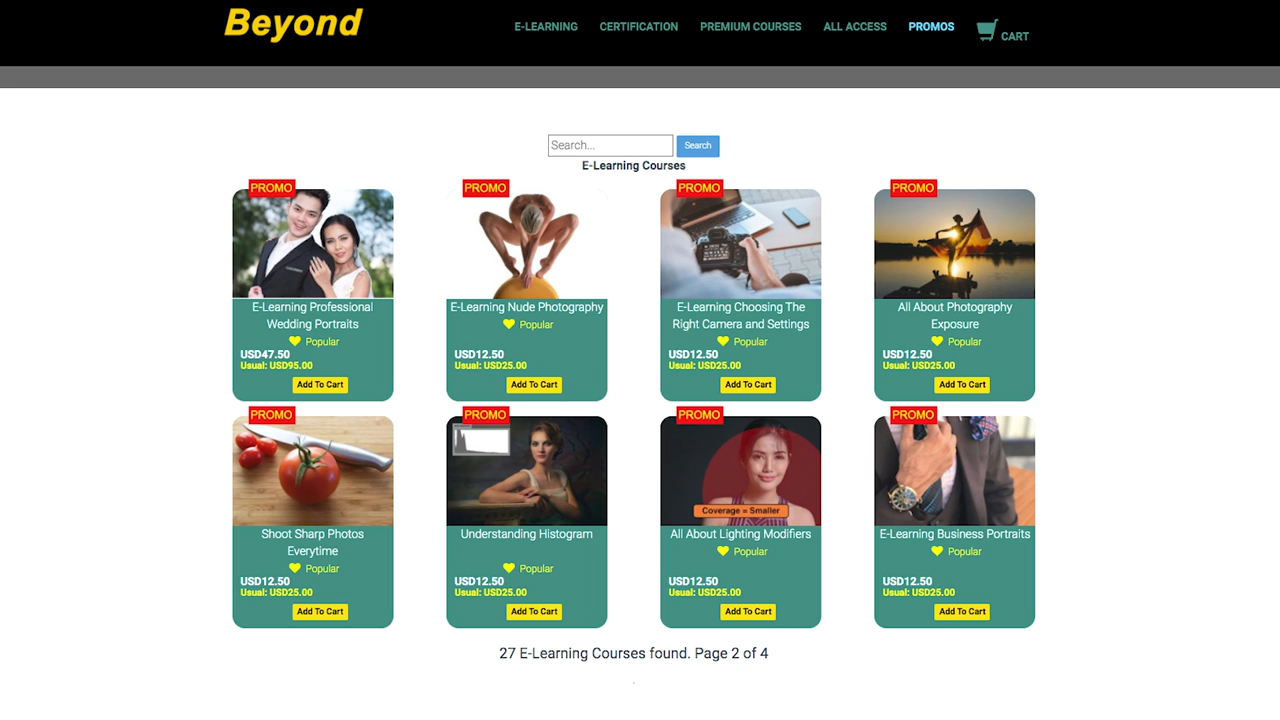 Beyond
E-LEARNING CERTIFICATION PREMIUM COURSES ALL ACCESS PROMOS CART
Search... Search
E-Learning Courses
PROMO PROMO PROMO PROMO
E-Learning Professional
Wedding Portraits
Popular
USD47.50
Usual: USD95.00
Add To Cart
E-Learning Nude Photography
Popular
USD12.50
Usual: USD25.00
Add To Cart
E-Learning Choosing The
Right Camera and Settings
Popular
USD12.50
Usual: USD25.00
Add To Cart
All About Photography
Exposure
Popular
USD12.50
Usual: USD25.00
Add To Cart
PROMO PROMO PROMO PROMO
Shoot Sharp Photos
Everytime
Popular
USD12.50
Usual: USD25.00
Add To Cart
Understanding Histogram
Popular
USD12.50
Usual: USD25.00
Add To Cart
Coverage = Smaller
All About Lighting Modifiers
Popular
USD12.50
Usual: USD25.00
Add To Cart
E-Learning Business Portraits
Popular
USD12.50
Usual: USD25.00
Add To Cart
27 E-Learning Courses found. Page 2 of 4